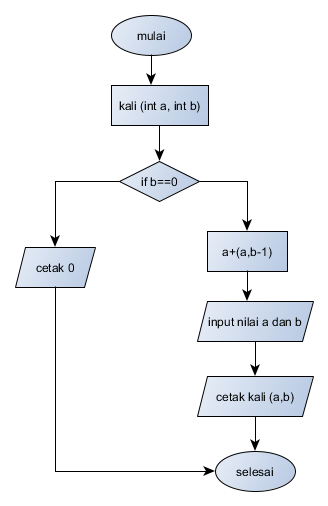 mulai
kali (int a, int b)
if b==0
a+(a,b-1)
cetak 0
input nilai a dan b
cetak kali (a,b)
selesai